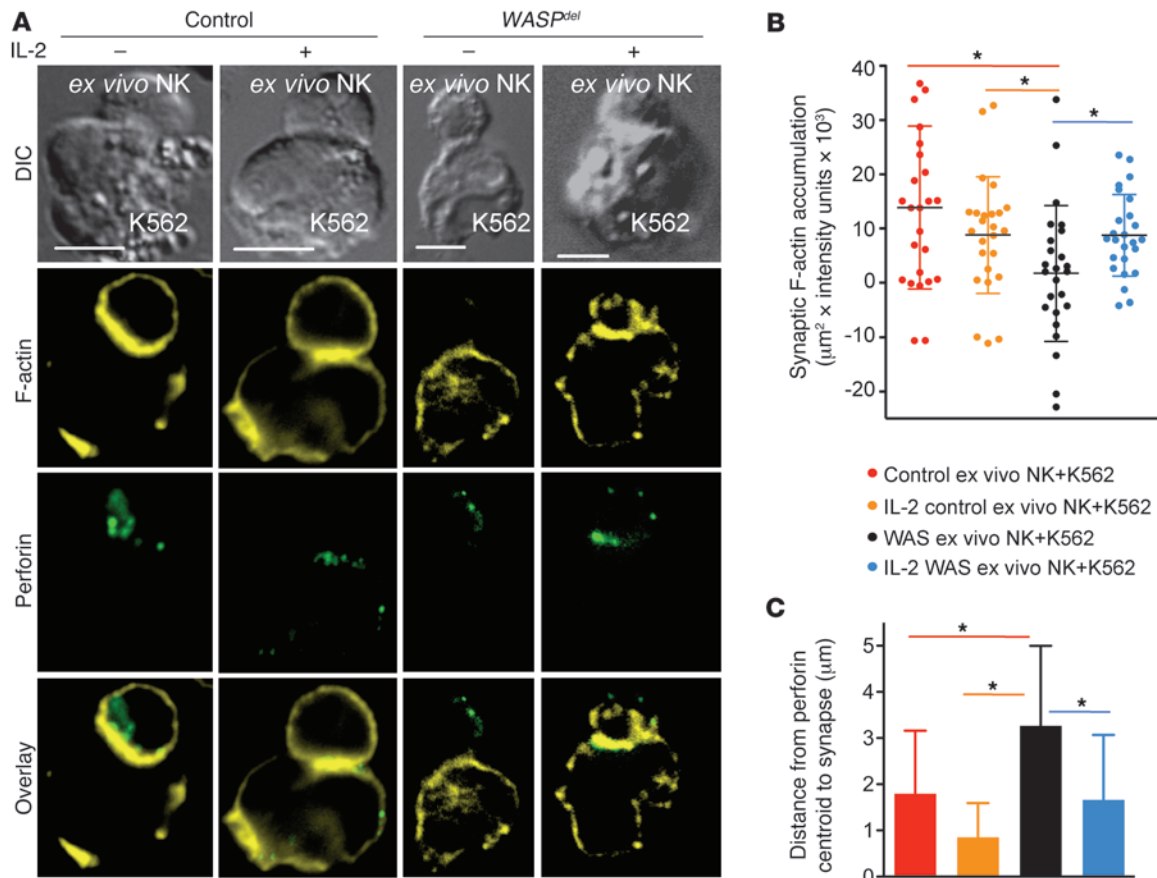 A
Control
WASPdel
IL-2 – + – +
ex vivo NK ex vivo NK ex vivo NK ex vivo NK
DIC
K562 K562 K562 K562
F-actin
Perforin
Overlay
B
*
*
*
Synaptic F-actin accumulation
(μm² × intensity units × 10³)
40
30
20
10
0
-10
-20
Control ex vivo NK+K562
IL-2 control ex vivo NK+K562
WAS ex vivo NK+K562
IL-2 WAS ex vivo NK+K562
C
*
*
*
Distance from perforin
centroid to synapse (μm)
5
4
3
2
1
0